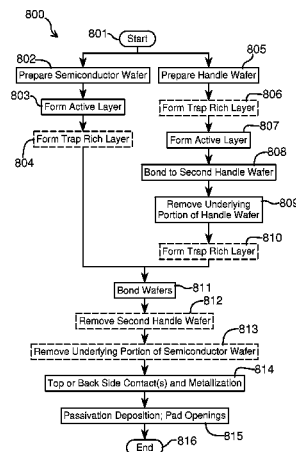 800
801
Start
802
805
Prepare Semiconductor Wafer
Prepare Handle Wafer
803
806
Form Active Layer
Form Trap Rich Layer
807
Form Trap Rich Layer
Form Active Layer
804
808
Bond to Second Handle Wafer
809
Remove Underlying
Portion of Handle Wafer
810
Form Trap Rich Layer
811
Bond Wafers
812
Remove Second Handle Wafer
813
Remove Underlying Portion of Semiconductor Wafer
814
Top or Back Side Contact(s) and Metallization
Passivation Deposition; Pad Openings
815
End
816